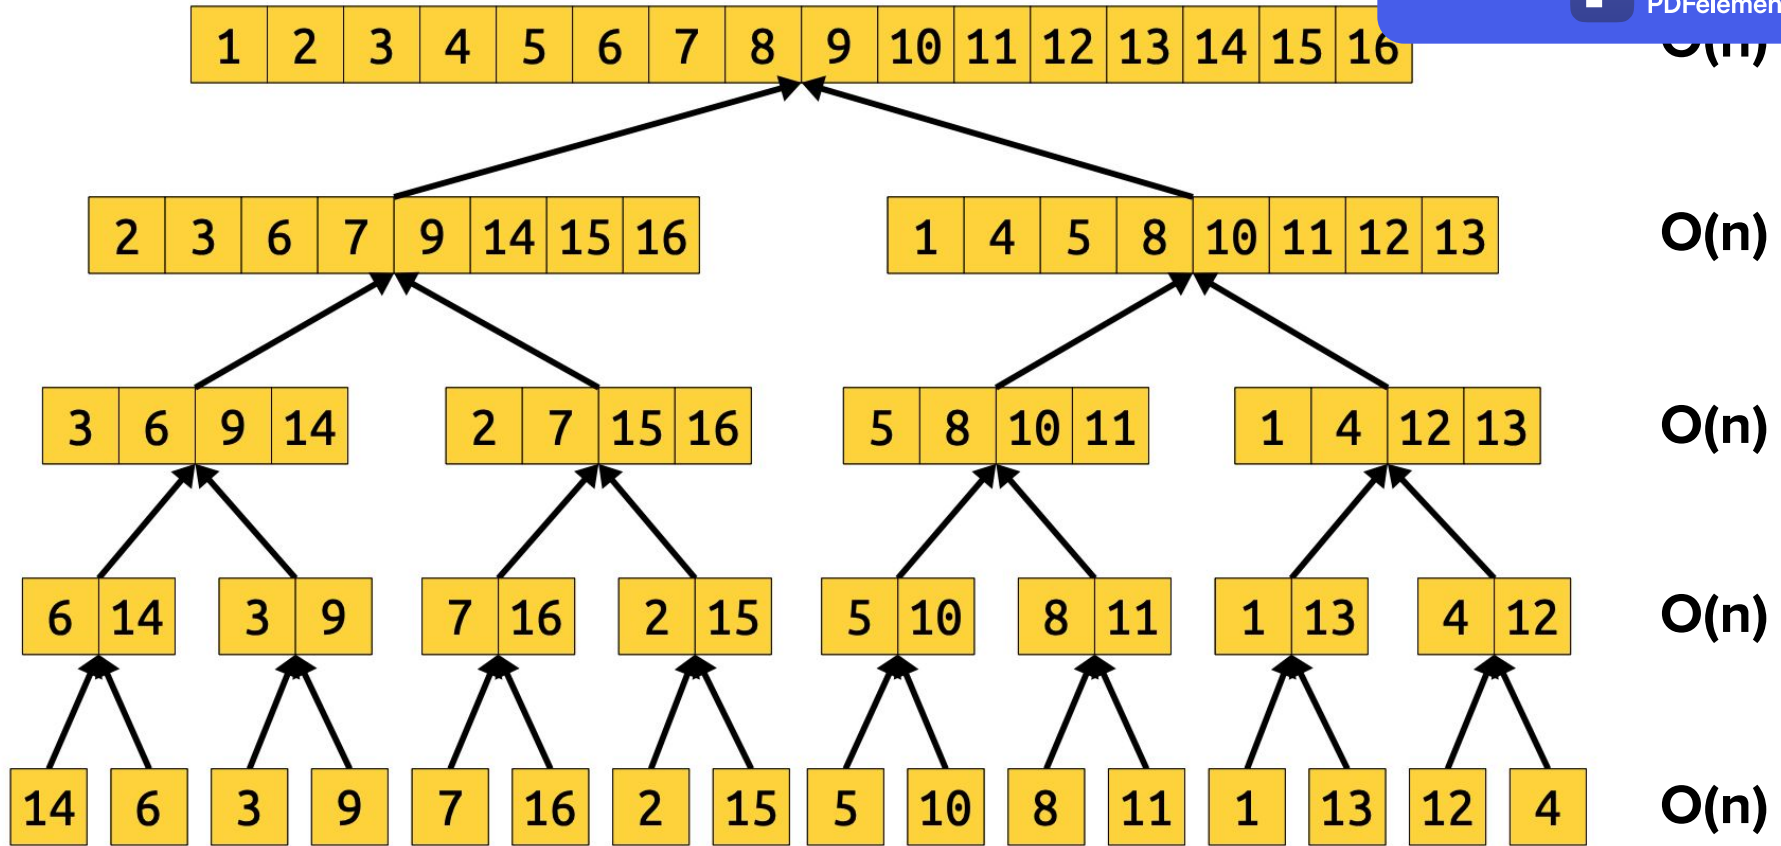 PDFelemen
1 2 3 4 5 6 7 8 9 10 11 12 13 14 15 16 O(n)
2 3 6 7 9 14 15 16 1 4 5 8 10 11 12 13 O(n)
3 6 9 14 2 7 15 16 5 8 10 11 1 4 12 13 O(n)
6 14 3 9 7 16 2 15 5 10 8 11 1 13 4 12 O(n)
14 6 3 9 7 16 2 15 5 10 8 11 1 13 12 4 O(n)